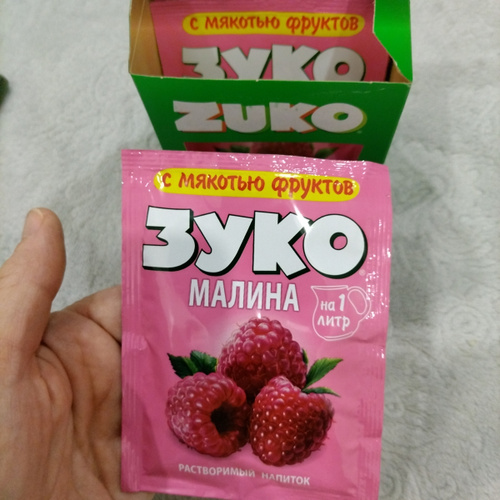 С МЯКОТЬЮ ФРУКТОВ
ЗУКО
ZUKO
С МЯКОТЬЮ ФРУКТОВ
ЗУКО
МАЛИНА
на 1
ЛИТР
РАСТВОРИМЫЙ НАПИТОК